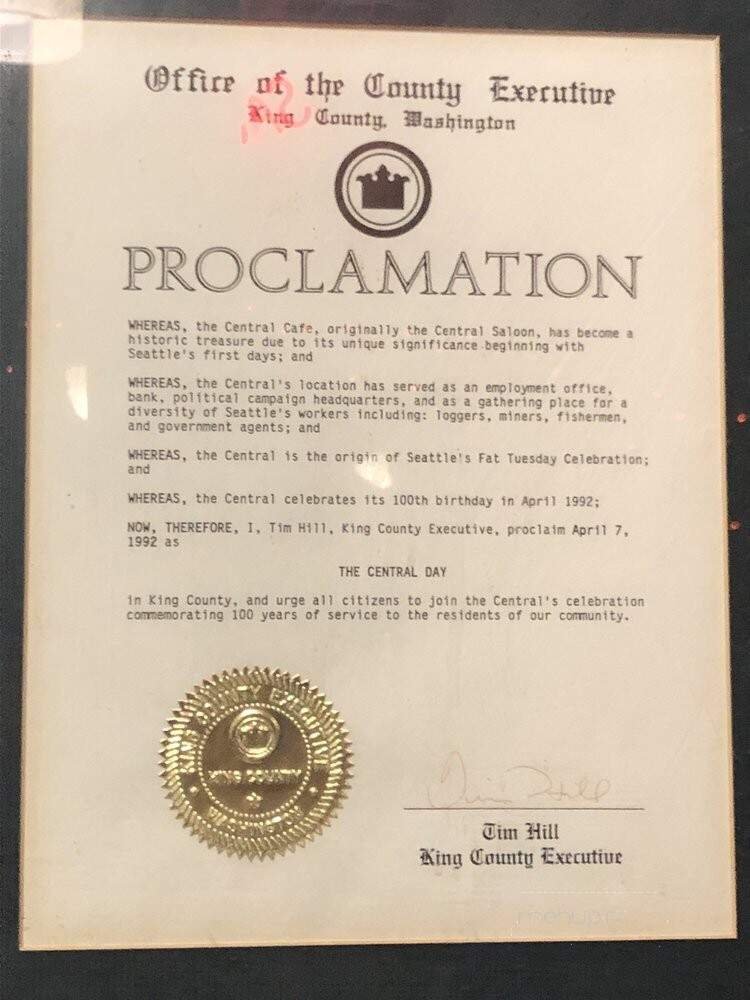 Office of the County Executive
King County, Washington
PROCLAMATION
WHEREAS, the Central Cafe, originally the Central Saloon, has become a
historic treasure due to its unique significance beginning with
Seattle's first days; and
WHEREAS, the Central's location has served as an employment office,
bank, political campaign headquarters, and as a gathering place for a
diversity of Seattle's workers including: loggers, miners, fishermen,
and government agents; and
WHEREAS, the Central is the origin of Seattle's Fat Tuesday Celebration;
and
WHEREAS, the Central celebrates its 100th birthday in April 1992;
NOW, THEREFORE, I, Tim Hill, King County Executive, proclaim April 7,
1992 as
THE CENTRAL DAY
in King County, and urge all citizens to join the Central's celebration
commemorating 100 years of service to the residents of our community.
KING COUNTY EXECUTIVE
KING COUNTY
WASHINGTON
Tim Hill
Tim Hill
King County Executive